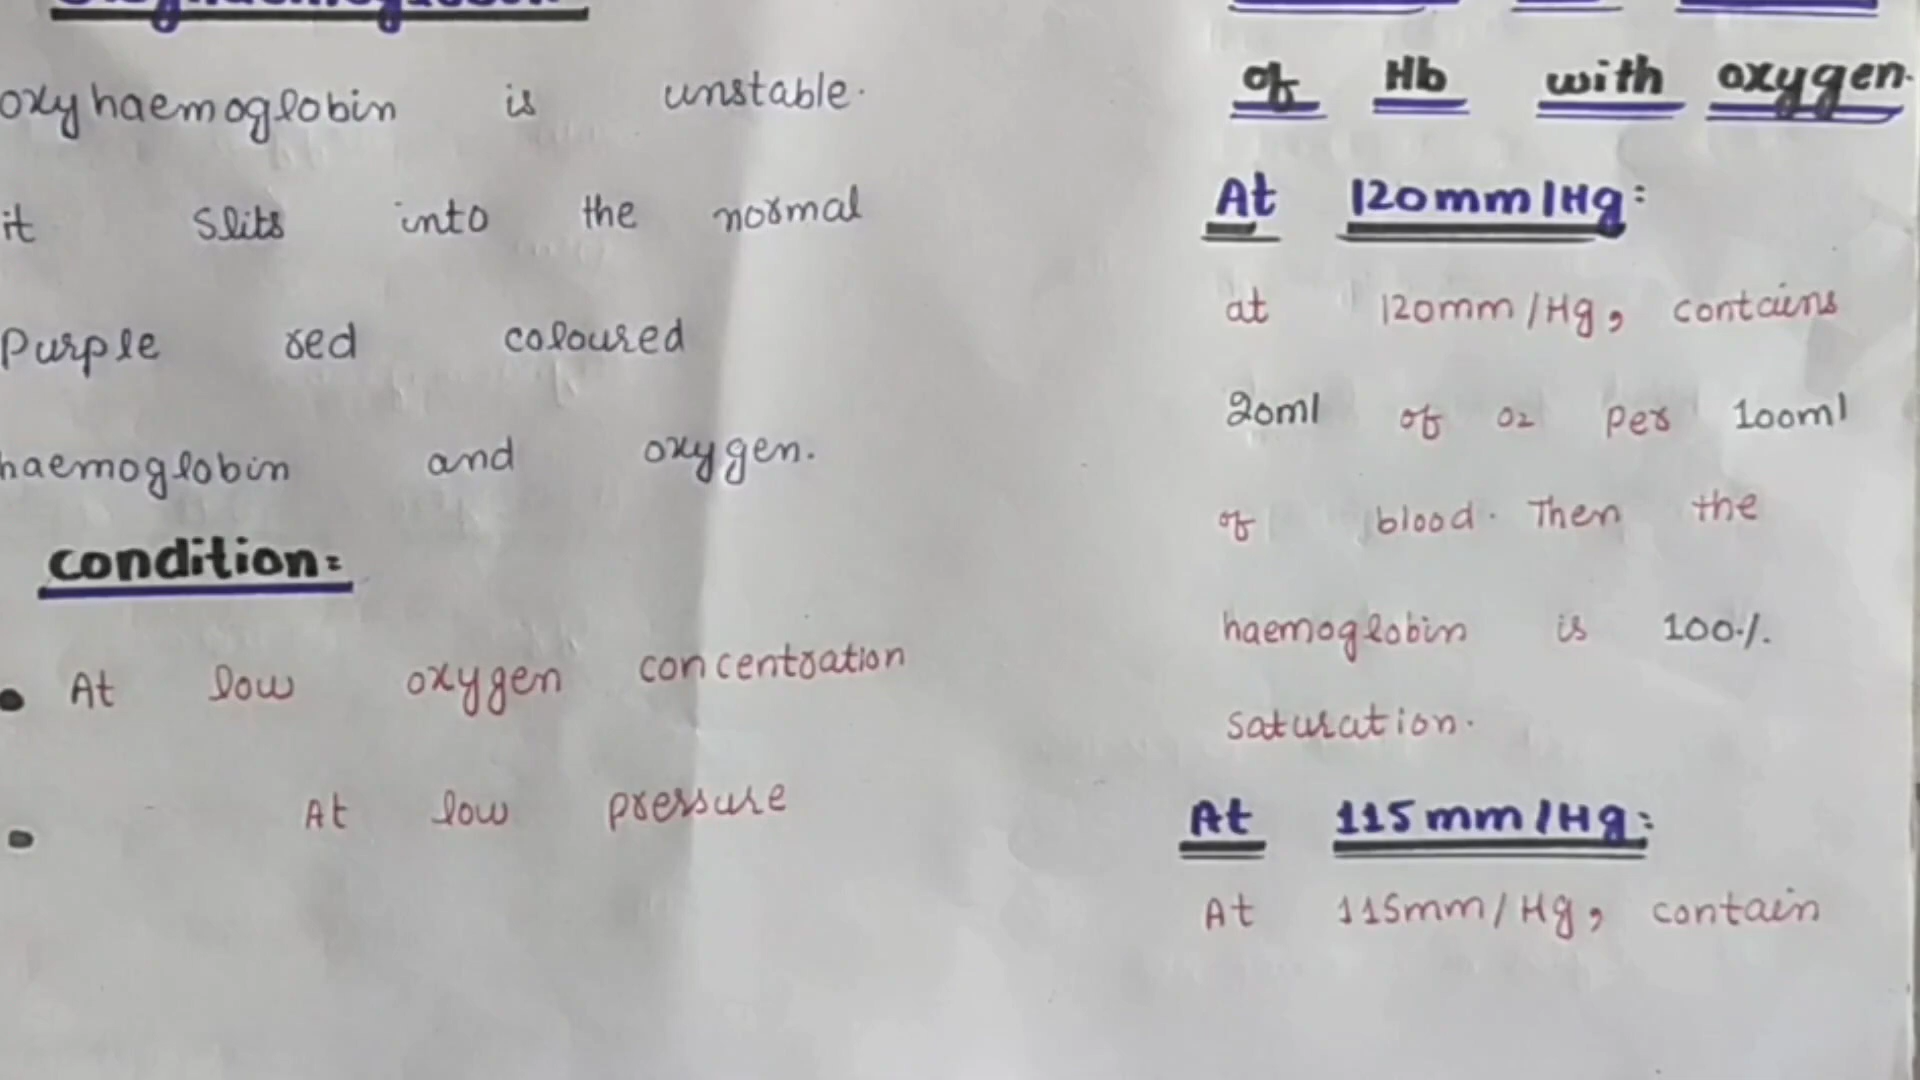 oxyhaemoglobin is unstable.
it slits into the normal
Purple red coloured
haemoglobin and oxygen.
condition:
• At low oxygen concentration
• At low pressure
of Hb with oxygen.
At 120mm/Hg:
at 120mm/Hg, contains
20ml of O2 Per 100ml
of blood. Then the
haemoglobin is 100%.
saturation.
At 115mm/Hg:
At 115mm/Hg, contain